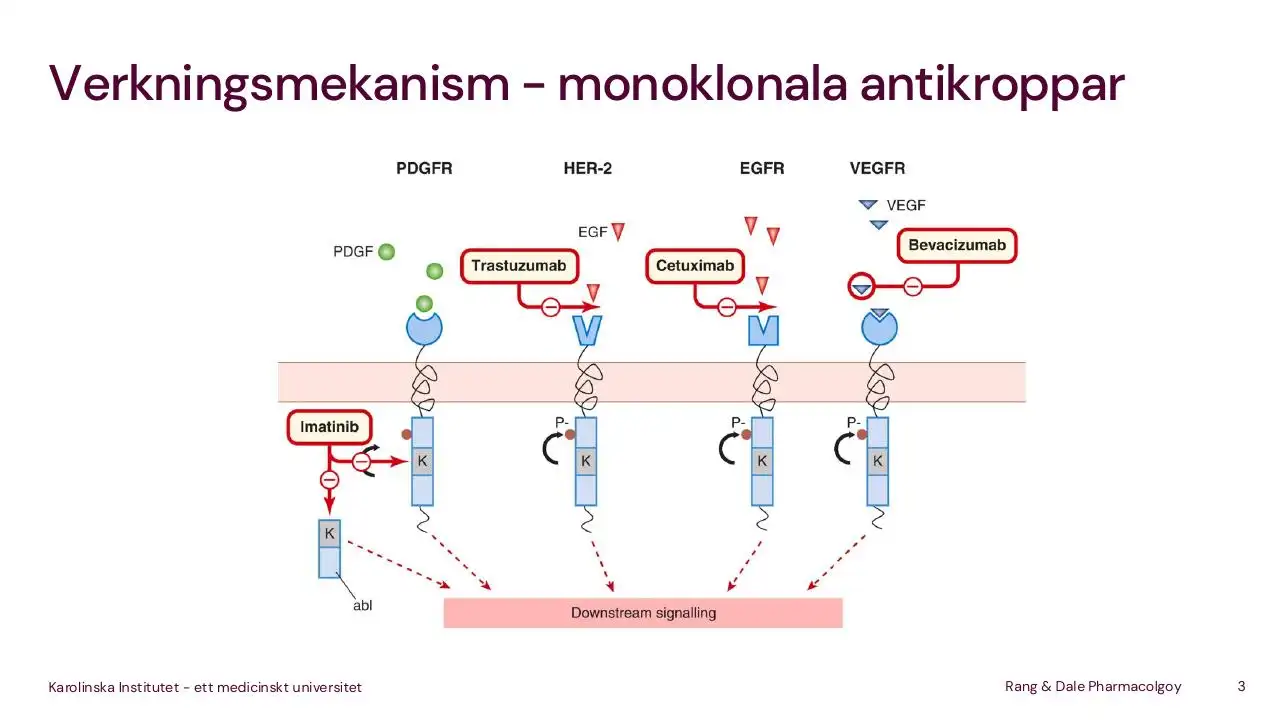 Verkningsmekanism – monoklonala antikroppar
PDGFR HER-2 EGFR VEGFR
VEGF
EGF
PDGF
Trastuzumab
Cetuximab
Bevacizumab
Imatinib
P- P- P-
K K K K
K
abl
Downstream signalling
Karolinska Institutet - ett medicinskt universitet
Rang & Dale Pharmacolgoy
3